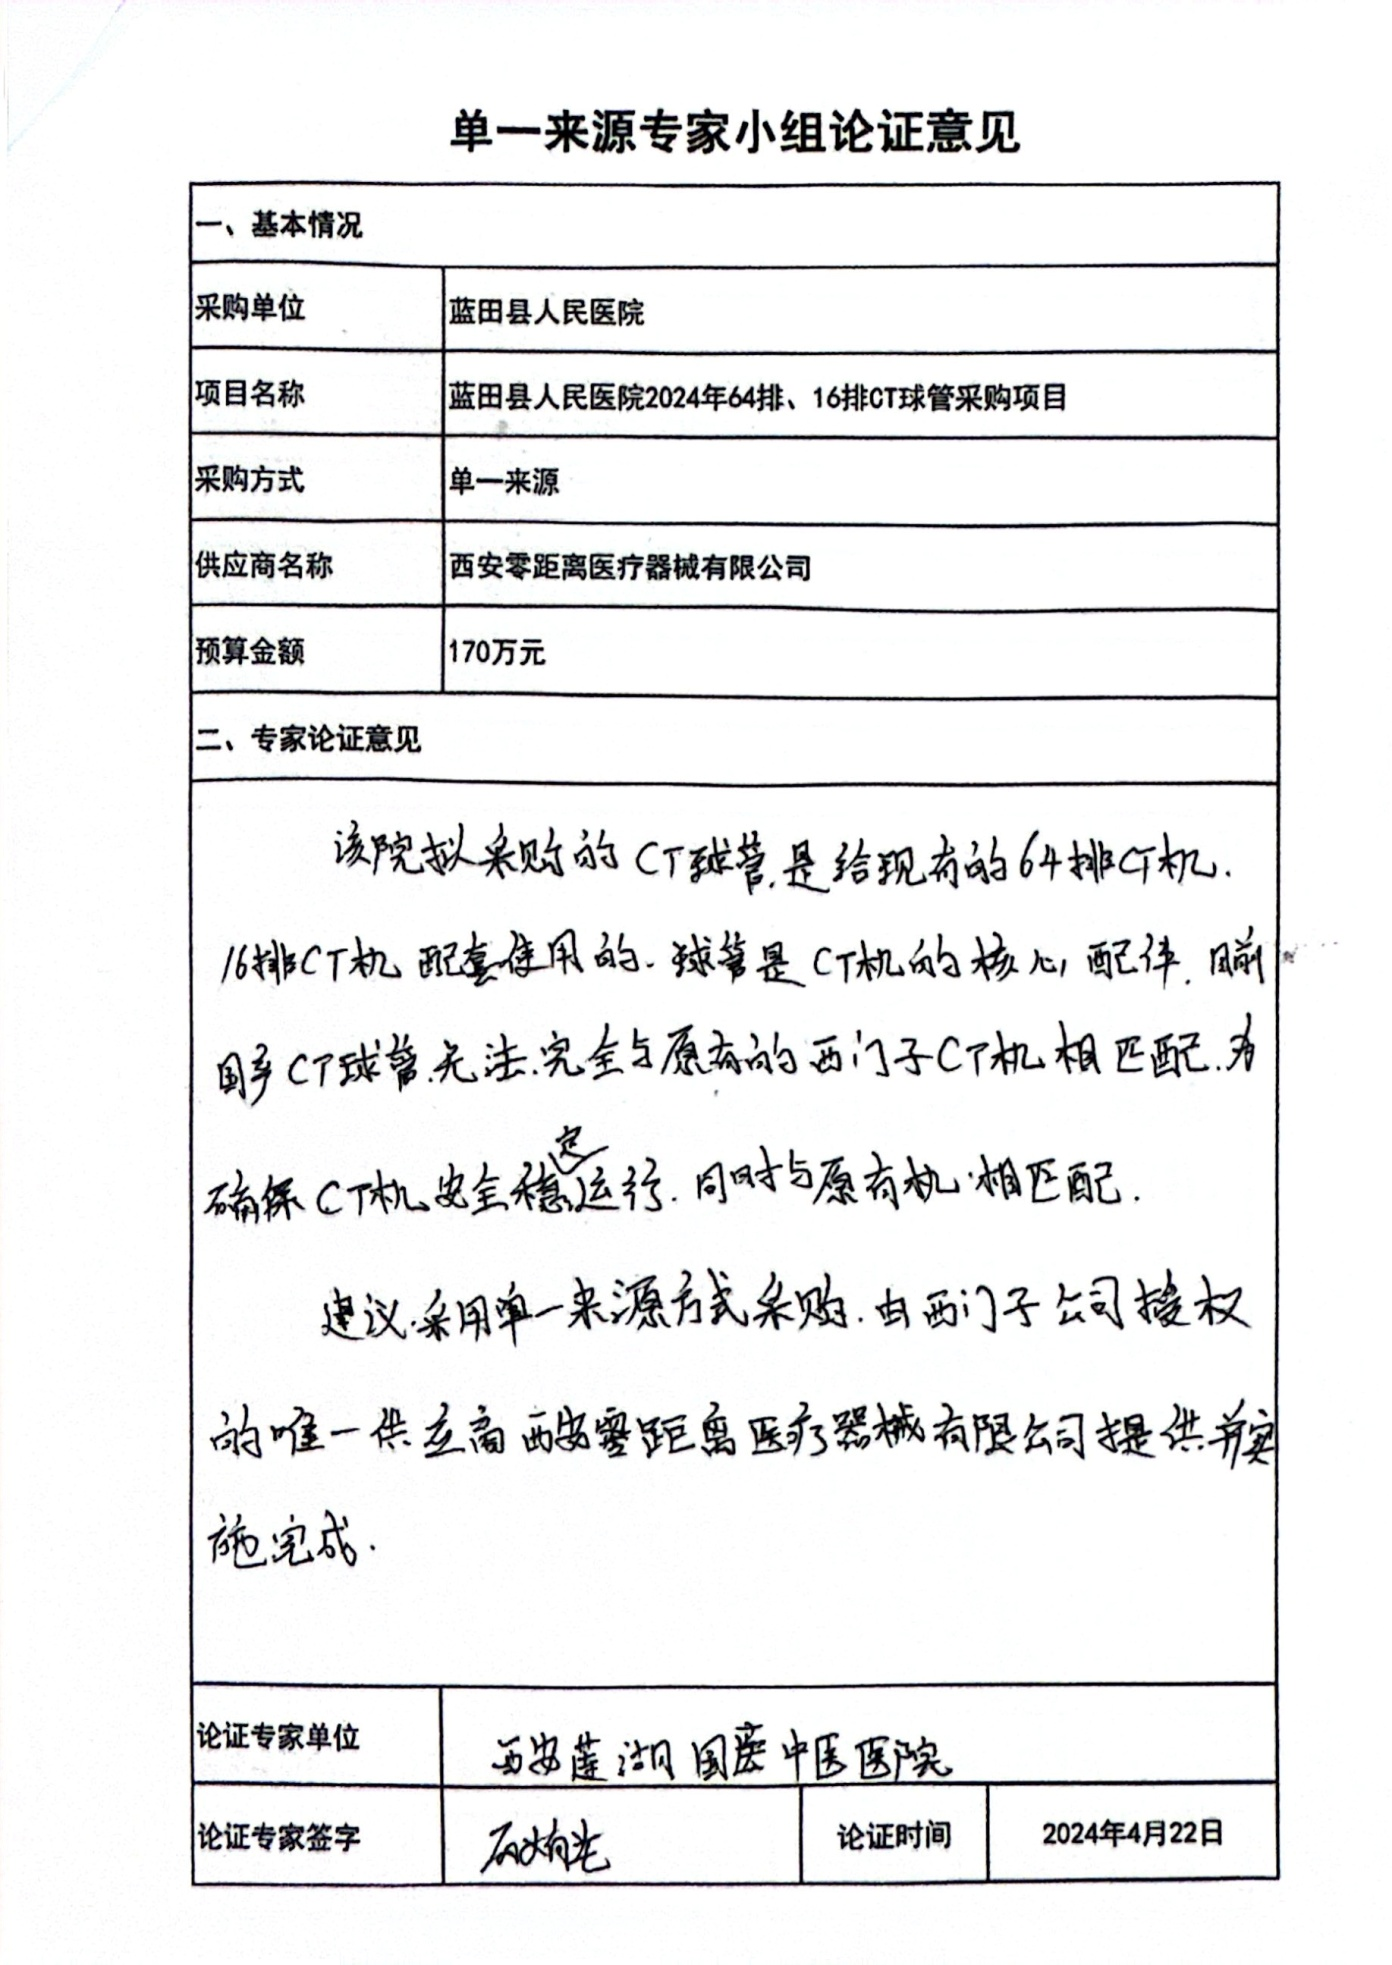 单一来源专家小组论证意见
一、基本情况
采购单位 蓝田县人民医院
项目名称 蓝田县人民医院2024年64排、16排CT球管采购项目
采购方式 单一来源
供应商名称 西安零距离医疗器械有限公司
预算金额 170万元
二、专家论证意见
该院拟采购的CT球管,是给现有的64排CT机.
16排CT机配套使用的.球管是CT机的核心配件.目前
国产CT球管.无法.完全与原有的西门子CT机相匹配.为
确保CT机安全稳定运行.同时与原有机相匹配.
建议.采用单一来源方式采购.由西门子公司授权
的唯一供应商西安零距离医疗器械有限公司提供并实
施完成.
论证专家单位 西安莲湖国医中医医院
论证专家签字 论证时间 2024年4月22日